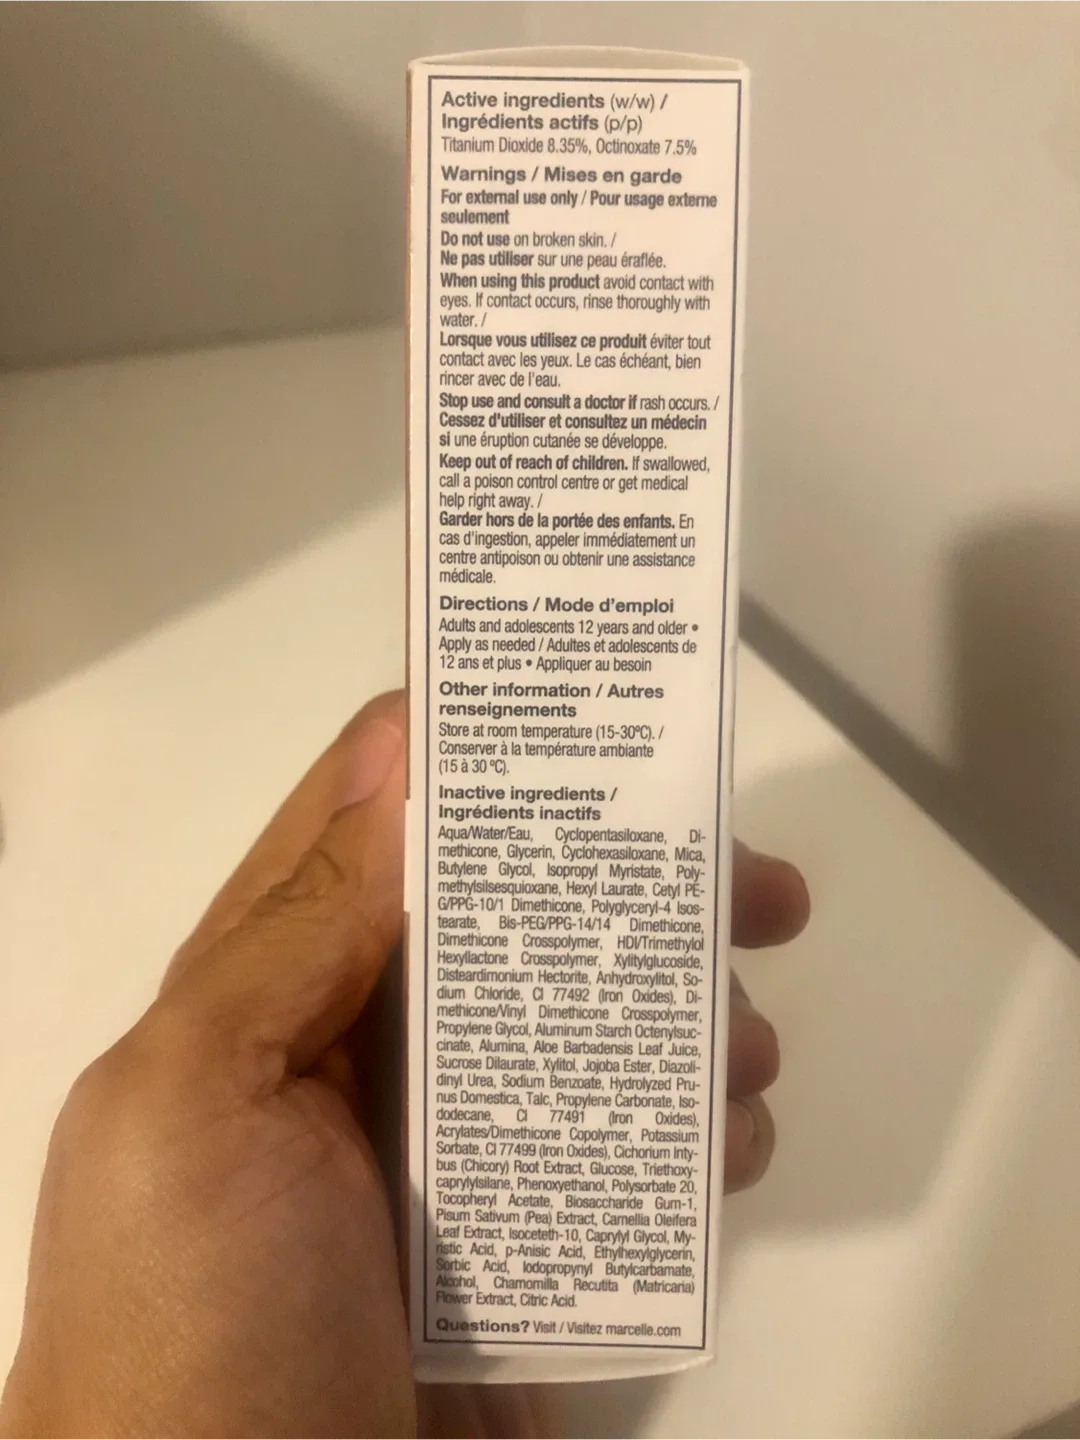 Active ingredients (w/w) /
Ingrédients actifs (p/p)
Titanium Dioxide 8.35%, Octinoxate 7.5%
Warnings / Mises en garde
For external use only / Pour usage externe
seulement
Do not use on broken skin. /
Ne pas utiliser sur une peau éraflée.
When using this product avoid contact with
eyes. If contact occurs, rinse thoroughly with
water. /
Lorsque vous utilisez ce produit éviter tout
contact avec les yeux. Le cas échéant, bien
rincer avec de l'eau.
Stop use and consult a doctor if rash occurs. /
Cessez d'utiliser et consultez un médecin
si une éruption cutanée se développe.
Keep out of reach of children. If swallowed,
call a poison control centre or get medical
help right away. /
Garder hors de la portée des enfants. En
cas d'ingestion, appeler immédiatement un
centre antipoison ou obtenir une assistance
médicale.
Directions / Mode d'emploi
Adults and adolescents 12 years and older •
Apply as needed / Adultes et adolescents de
12 ans et plus • Appliquer au besoin
Other information / Autres
renseignements
Store at room temperature (15-30°C). /
Conserver à la température ambiante
(15 à 30 °C).
Inactive ingredients /
Ingrédients inactifs
Aqua/Water/Eau, Cyclopentasiloxane, Di-
methicone, Glycerin, Cyclohexasiloxane, Mica,
Butylene Glycol, Isopropyl Myristate, Poly-
methylsilsesquioxane, Hexyl Laurate, Cetyl PE-
G/PPG-10/1 Dimethicone, Polyglyceryl-4 Isos-
tearate, Bis-PEG/PPG-14/14 Dimethicone,
Dimethicone Crosspolymer, HDI/Trimethylol
Hexyllactone Crosspolymer, Xylitylglucoside,
Disteardimonium Hectorite, Anhydroxylitol, So-
dium Chloride, CI 77492 (Iron Oxides), Di-
methicone/Vinyl Dimethicone Crosspolymer,
Propylene Glycol, Aluminum Starch Octenylsuc-
cinate, Alumina, Aloe Barbadensis Leaf Juice,
Sucrose Dilaurate, Xylitol, Jojoba Ester, Diazoli-
dinyl Urea, Sodium Benzoate, Hydrolyzed Pru-
nus Domestica, Talc, Propylene Carbonate, Iso-
dodecane, CI 77491 (Iron Oxides),
Acrylates/Dimethicone Copolymer, Potassium
Sorbate, CI 77499 (Iron Oxides), Cichorium Inty-
bus (Chicory) Root Extract, Glucose, Triethoxy-
caprylylsilane, Phenoxyethanol, Polysorbate 20,
Tocopheryl Acetate, Biosaccharide Gum-1,
Pisum Sativum (Pea) Extract, Camellia Oleifera
Leaf Extract, Isoceteth-10, Caprylyl Glycol, My-
ristic Acid, p-Anisic Acid, Ethylhexylglycerin,
Sorbic Acid, Iodopropynyl Butylcarbamate,
Alcohol, Chamomilla Recutita (Matricaria)
Flower Extract, Citric Acid.
Questions? Visit / Visitez marcelle.com